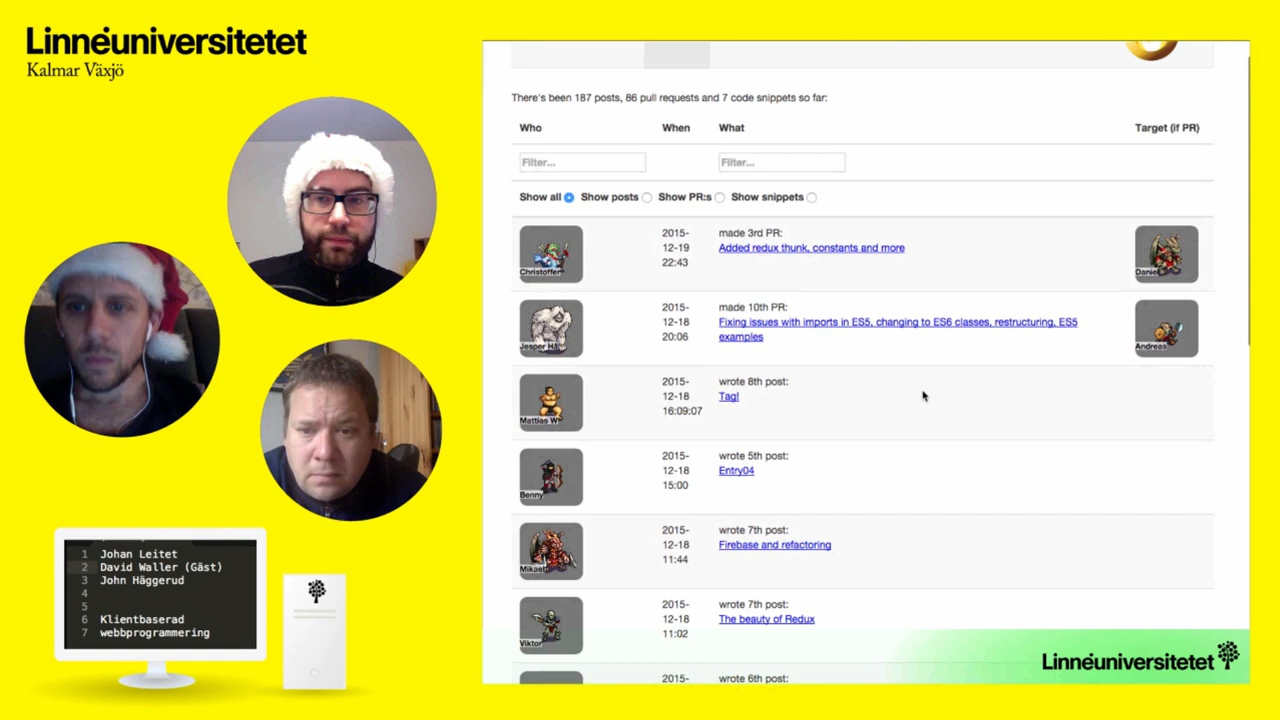 Linnéuniversitetet
Kalmar Växjö
1 Johan Leitet
2 David Waller (Gäst)
3 John Häggerud
4
5
6 Klientbaserad
7 webbprogrammering
There's been 187 posts, 86 pull requests and 7 code snippets so far:
Who When What Target (if PR)
Filter... Filter...
Show all Show posts Show PR:s Show snippets
2015-12-19 22:43
made 3rd PR:
Added redux thunk, constants and more
Christoffer
Daniel
2015-12-18 20:06
made 10th PR:
Fixing issues with imports in ES5, changing to ES6 classes, restructuring, ES5
examples
Jesper H
Andreas
2015-12-18 16:09:07
wrote 8th post:
Tag!
Mattias W
2015-12-18 15:00
wrote 5th post:
Entry04
Benny
2015-12-18 11:44
wrote 7th post:
Firebase and refactoring
Mikael
2015-12-18 11:02
wrote 7th post:
The beauty of Redux
Viktor
2015- wrote 6th post:
Linnéuniversitetet